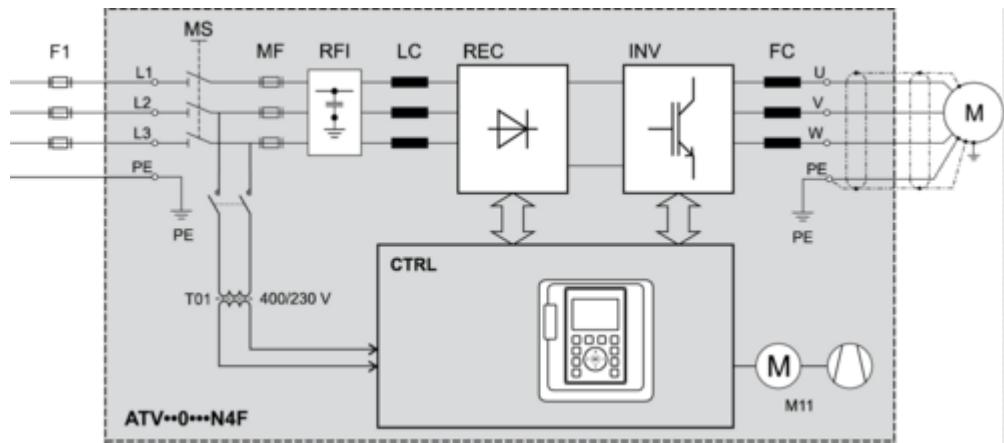 F1 MS MF RFI LC REC INV FC
L1
L2
L3
PE
PE
U
V
W
PE
PE
M
T01
400/230 V
CTRL
M
M11
ATV••0•••N4F